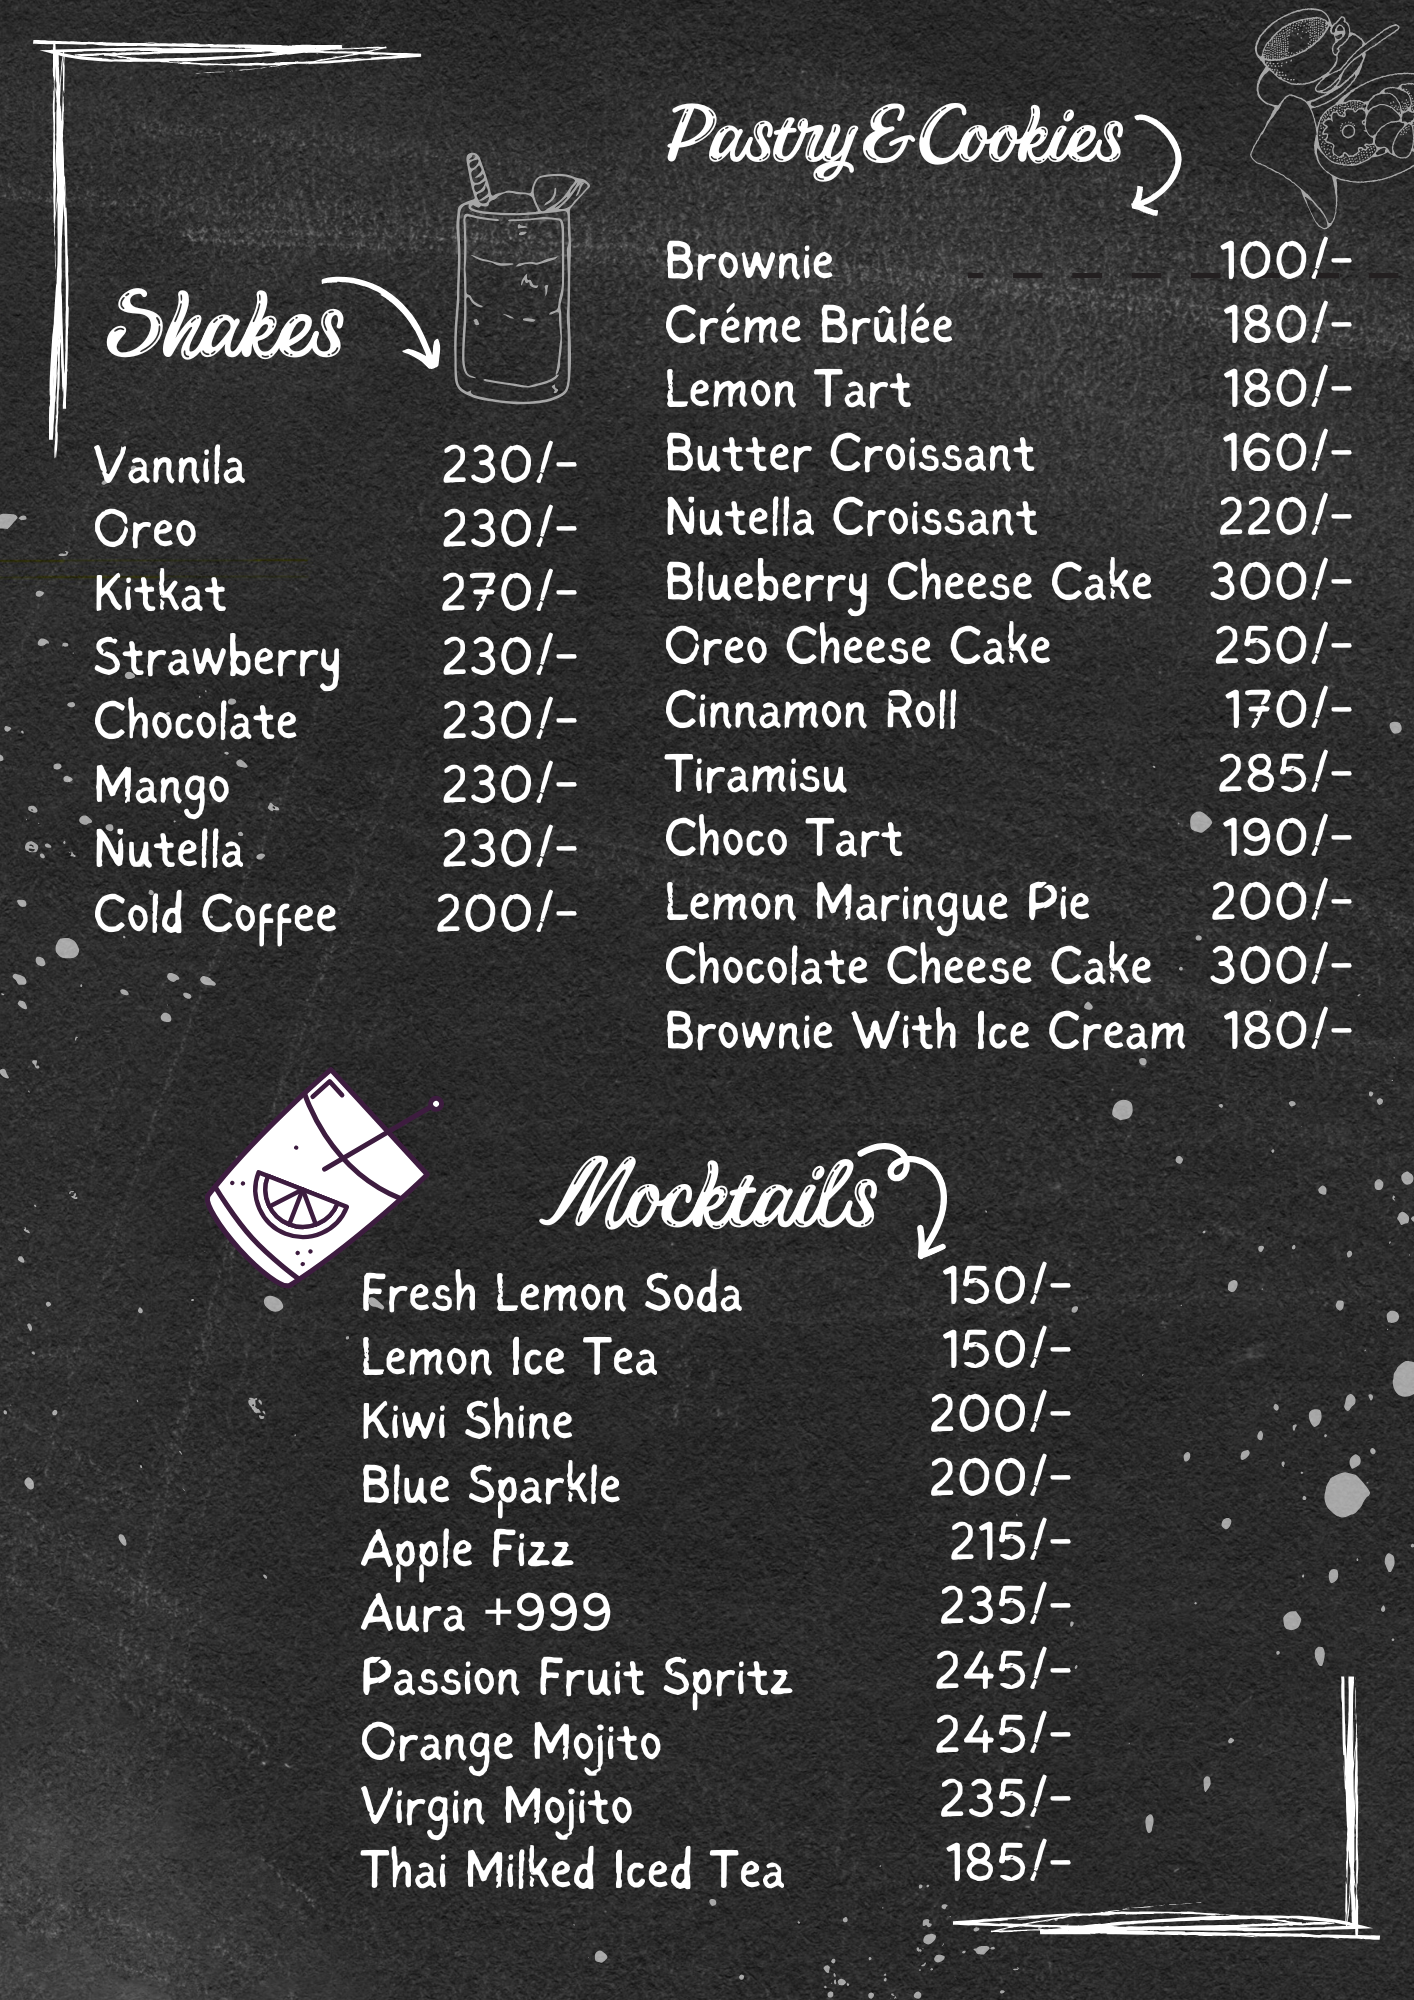 Shakes
Vannila 230/-
Oreo 230/-
Kitkat 270/-
Strawberry 230/-
Chocolate 230/-
Mango 230/-
Nutella 230/-
Cold Coffee 200/-
Pastry & Cookies
Brownie 100/-
Créme Brûlée 180/-
Lemon Tart 180/-
Butter Croissant 160/-
Nutella Croissant 220/-
Blueberry Cheese Cake 300/-
Oreo Cheese Cake 250/-
Cinnamon Roll 170/-
Tiramisu 285/-
Choco Tart 190/-
Lemon Maringue Pie 200/-
Chocolate Cheese Cake 300/-
Brownie With Ice Cream 180/-
Mocktails
Fresh Lemon Soda 150/-
Lemon Ice Tea 150/-
Kiwi Shine 200/-
Blue Sparkle 200/-
Apple Fizz 215/-
Aura +999 235/-
Passion Fruit Spritz 245/-
Orange Mojito 245/-
Virgin Mojito 235/-
Thai Milked Iced Tea 185/-